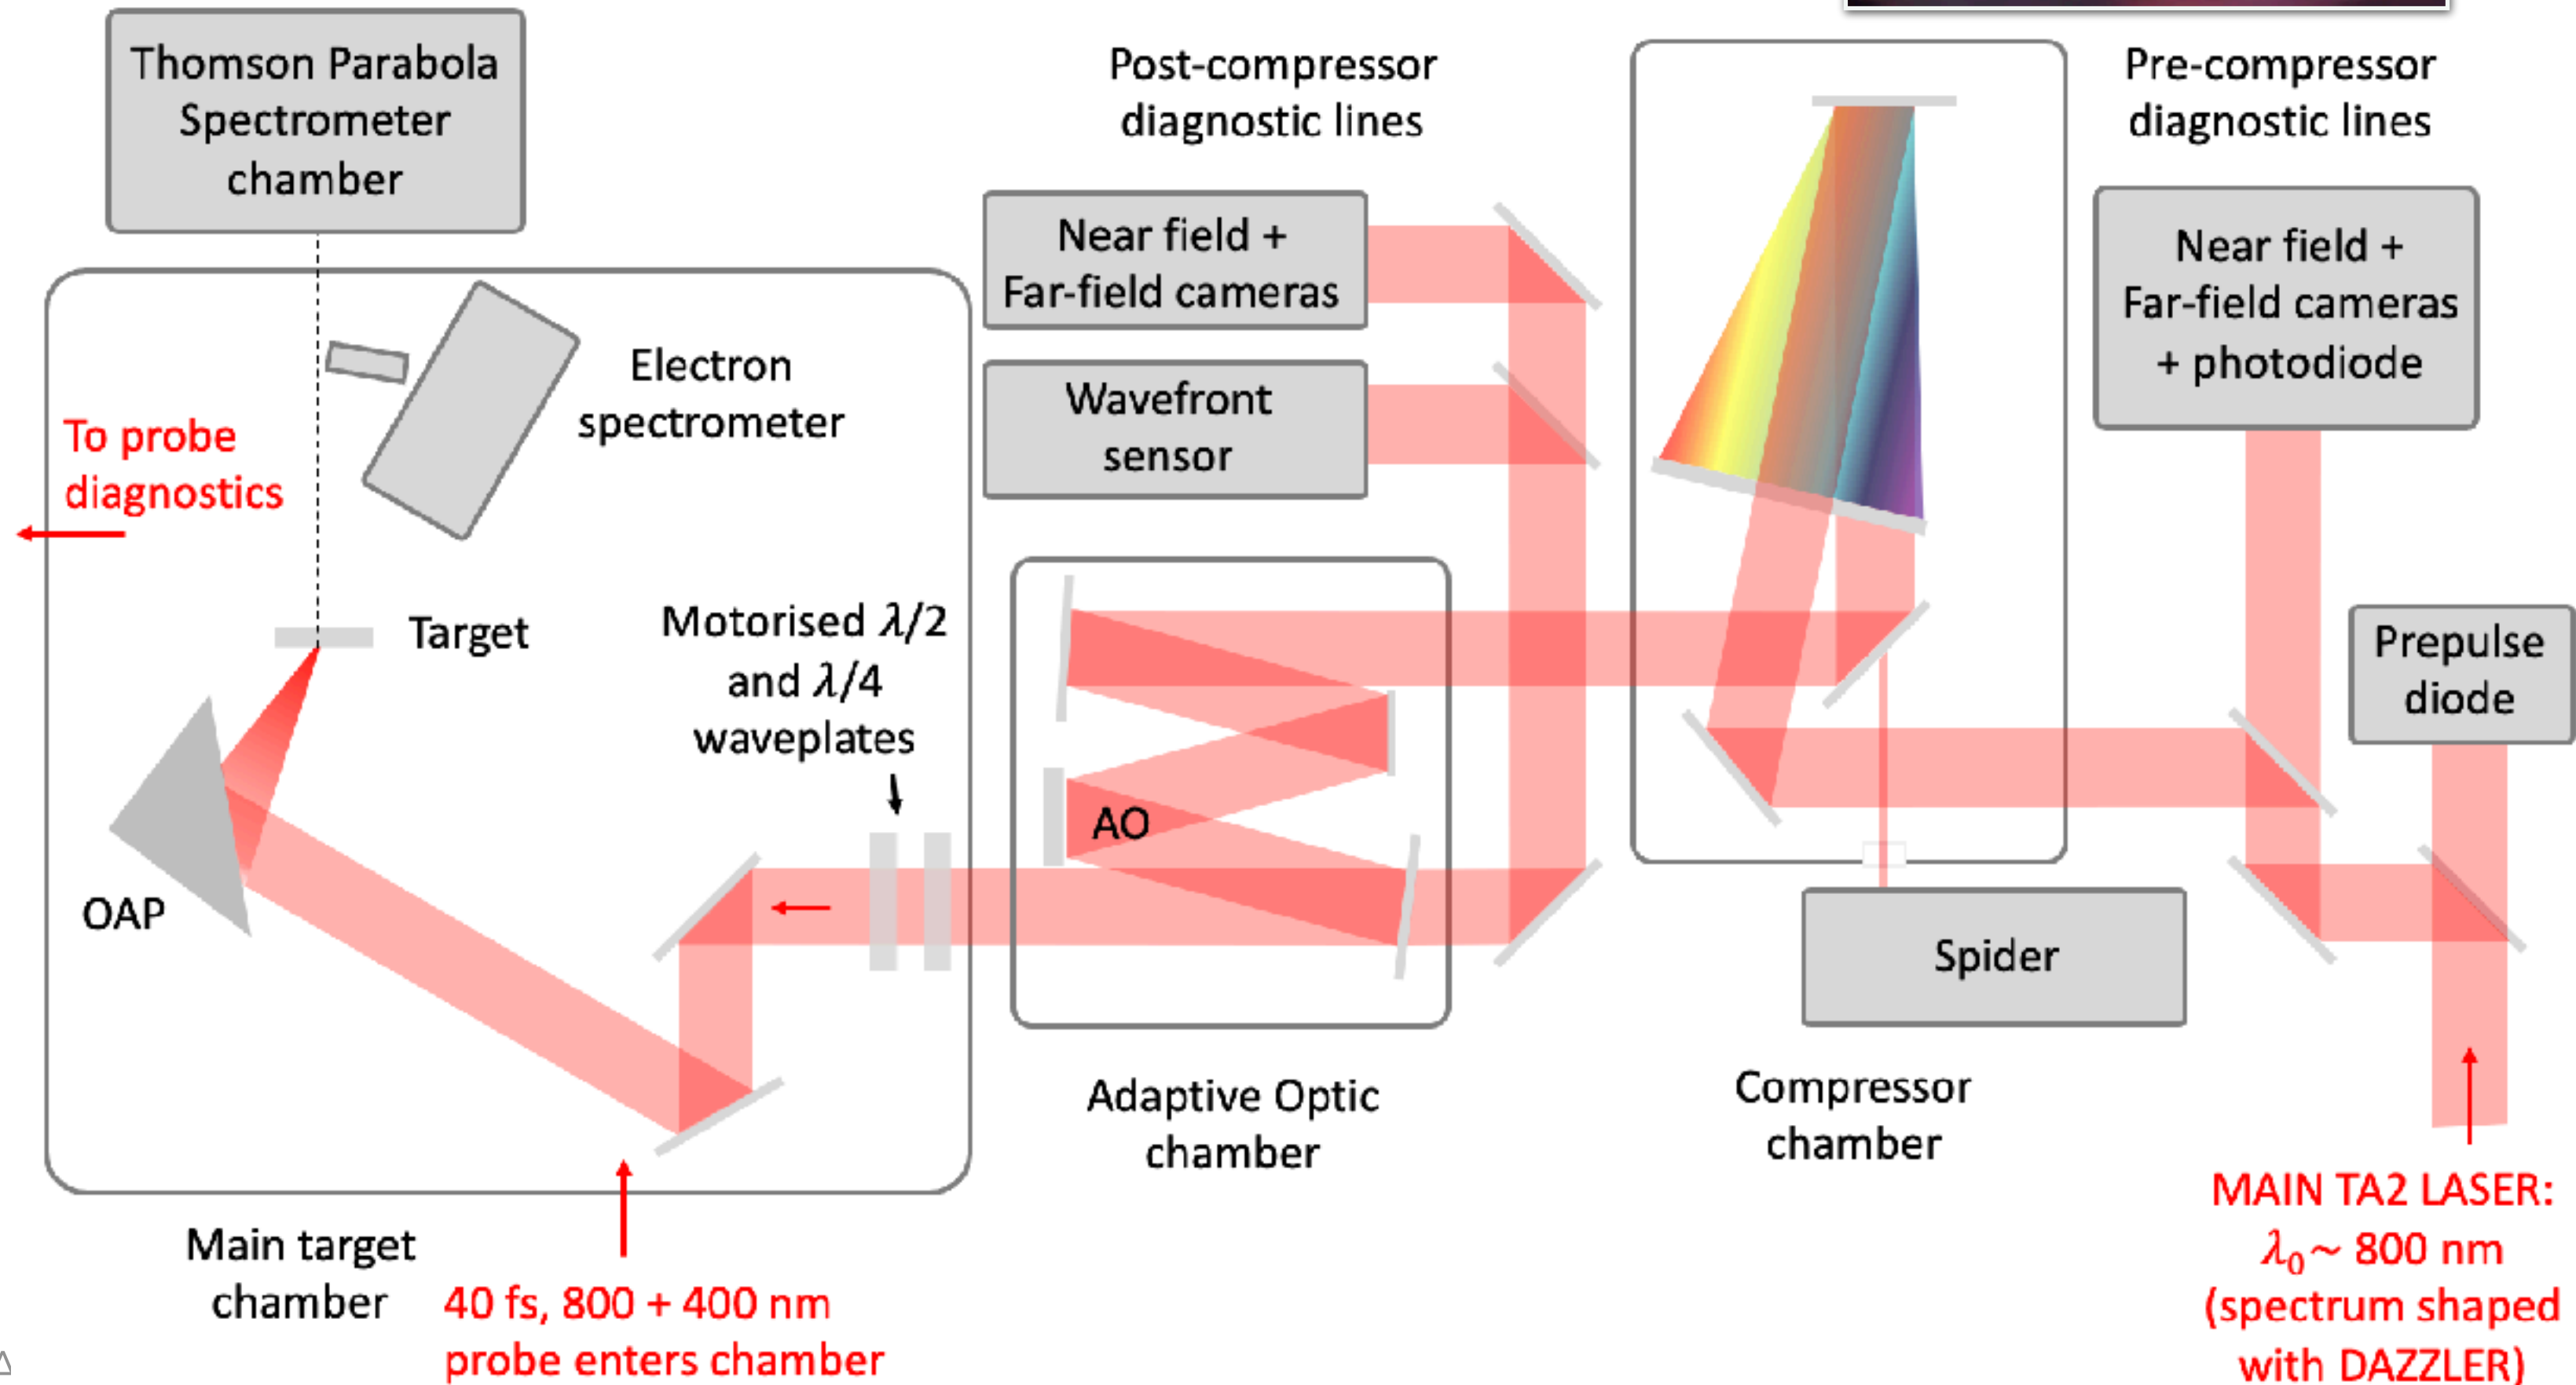 Thomson Parabola
Spectrometer
chamber
Post-compressor
diagnostic lines
Pre-compressor
diagnostic lines
Near field +
Far-field cameras
Near field +
Far-field cameras
+ photodiode
Electron
spectrometer
Wavefront
sensor
To probe
diagnostics
Target
Motorised λ/2
and λ/4
waveplates
Prepulse
diode
AO
OAP
Spider
Adaptive Optic
chamber
Compressor
chamber
Main target
chamber
40 fs, 800 + 400 nm
probe enters chamber
MAIN TA2 LASER:
λ₀ ~ 800 nm
(spectrum shaped
with DAZZLER)